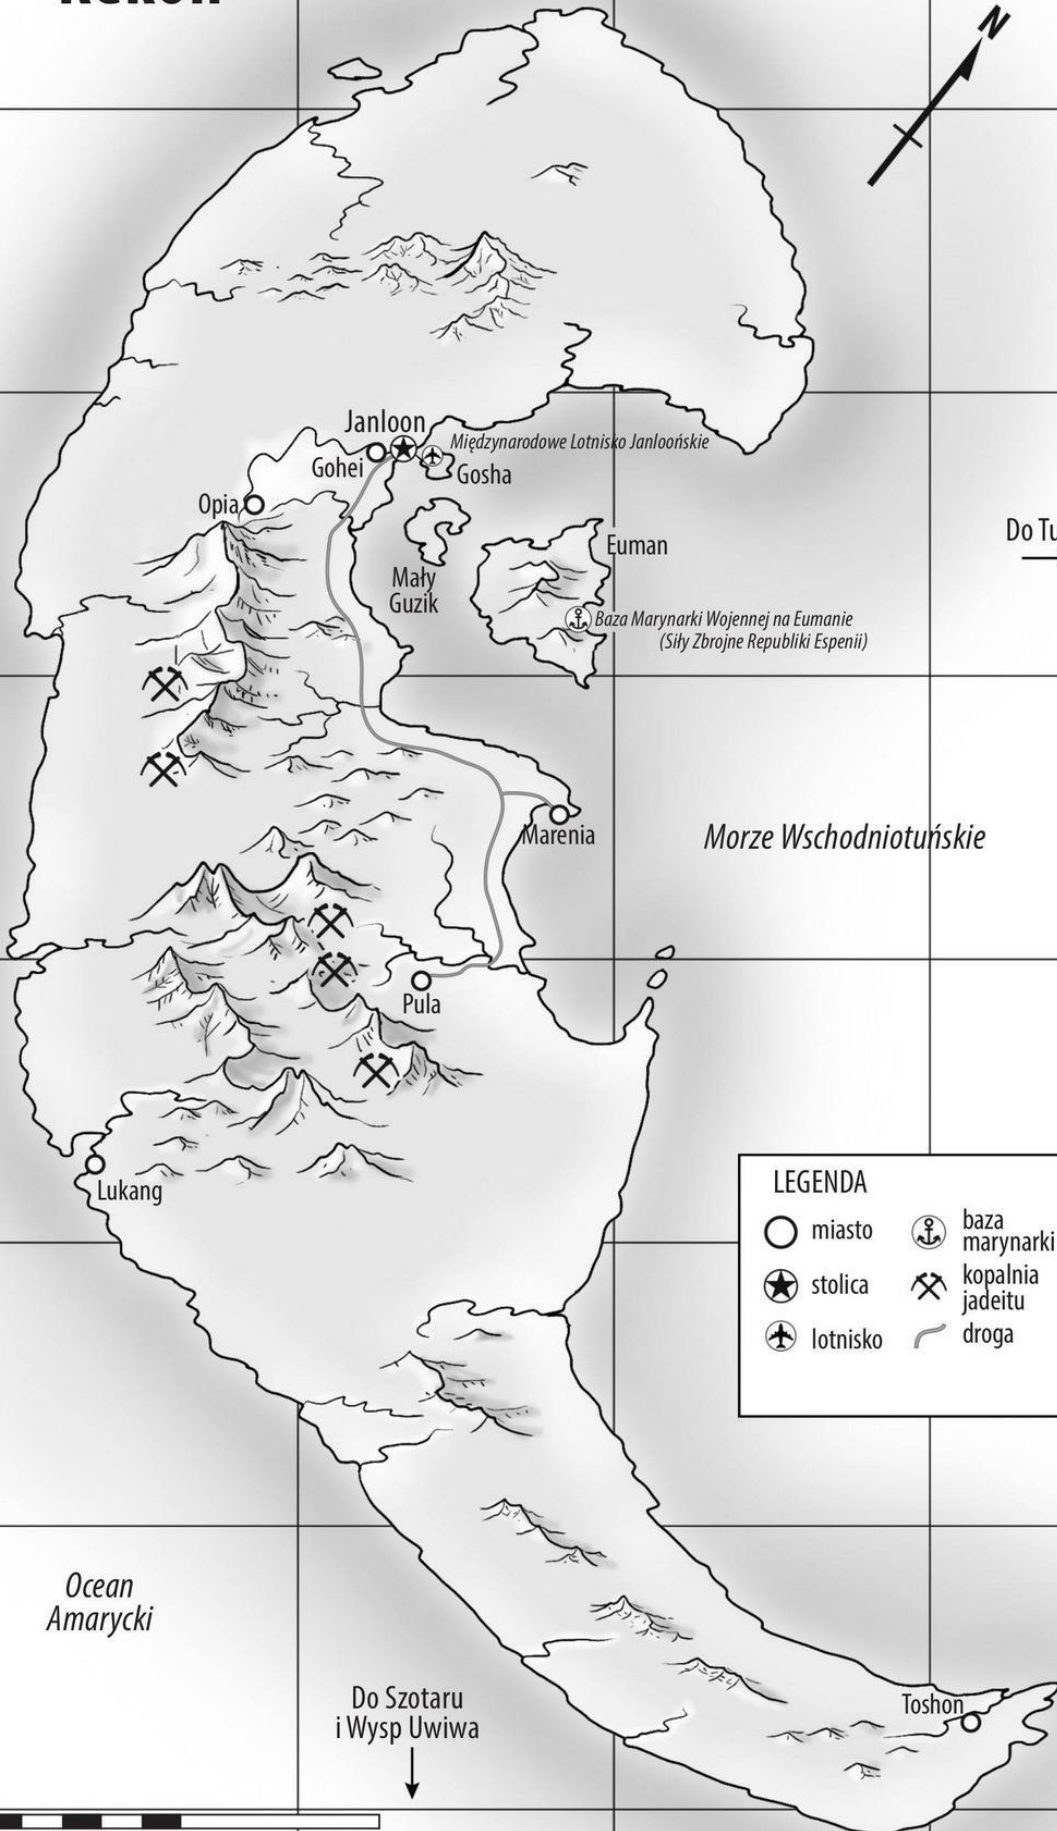 N
Janloon
Międzynarodowe Lotnisko Janloońskie
Gohei
Gosha
Opia
Do Tu
Euman
Mały
Guzik
Baza Marynarki Wojennej na Eumanie
(Siły Zbrojne Republiki Espenii)
Marenia
Morze Wschodniotuńskie
Pula
Lukang
LEGENDA
miasto
baza
marynarki
stolica
kopalnia
jadeitu
lotnisko
droga
Ocean
Amarycki
Do Szotaru
i Wysp Uwiwa
Toshon